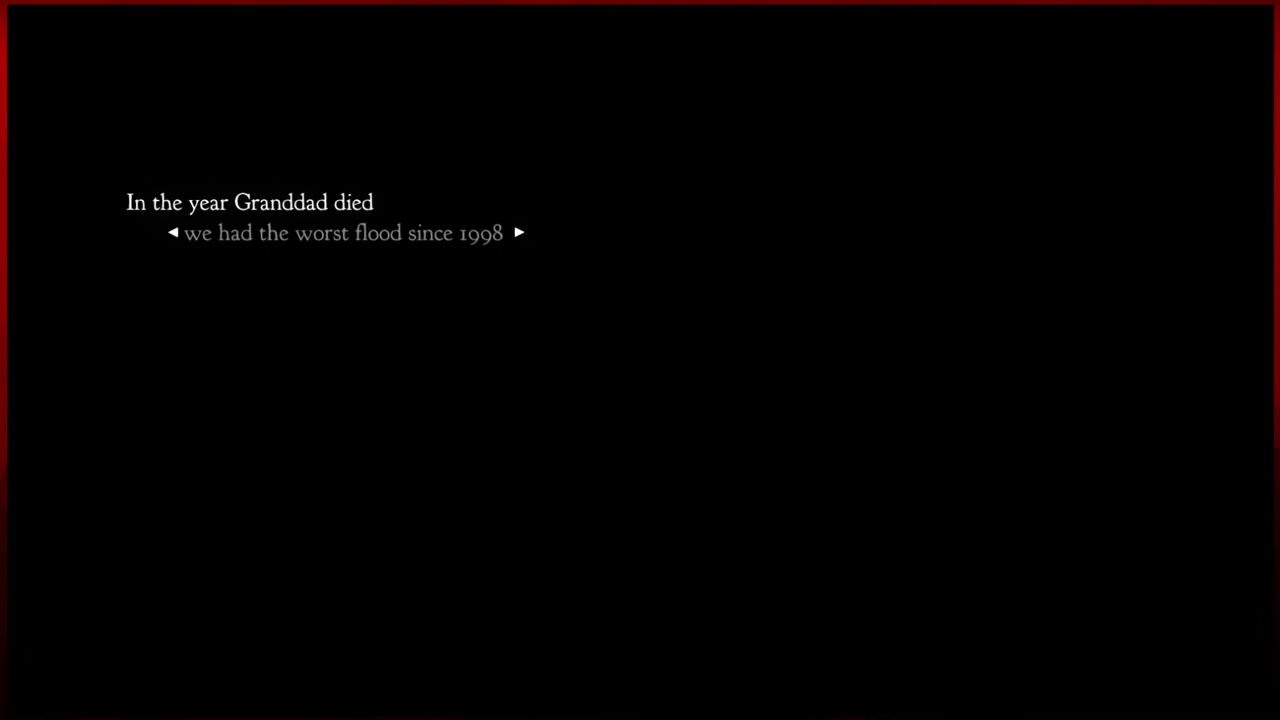 In the year Granddad died
◄ we had the worst flood since 1998 ►